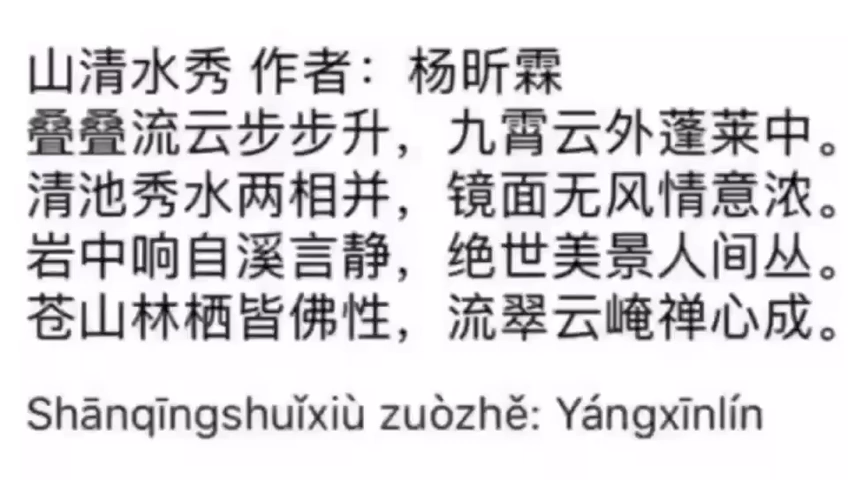 山清水秀 作者：杨昕霖
叠叠流云步步升，九霄云外蓬莱中。
清池秀水两相并，镜面无风情意浓。
岩中响自溪言静，绝世美景人间丛。
苍山林栖皆佛性，流翠云崦禅心成。
Shānqīngshuǐxiù zuòzhě: Yángxīnlín